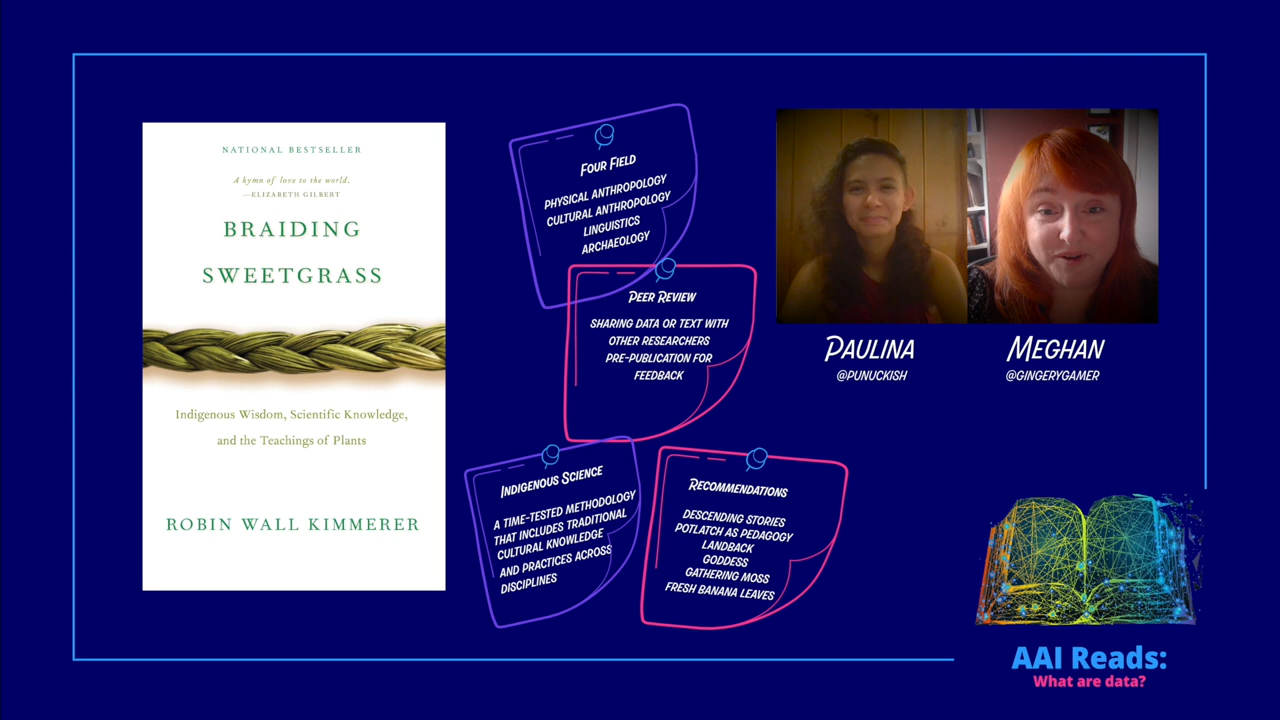 NATIONAL BESTSELLER
A hymn of love to the world.
—ELIZABETH GILBERT
BRAIDING
SWEETGRASS
Indigenous Wisdom, Scientific Knowledge,
and the Teachings of Plants
ROBIN WALL KIMMERER
FOUR FIELD
PHYSICAL ANTHROPOLOGY
CULTURAL ANTHROPOLOGY
LINGUISTICS
ARCHAEOLOGY
PEER REVIEW
SHARING DATA OR TEXT WITH
OTHER RESEARCHERS
PRE-PUBLICATION FOR
FEEDBACK
INDIGENOUS SCIENCE
A TIME-TESTED METHODOLOGY
THAT INCLUDES TRADITIONAL
CULTURAL KNOWLEDGE
AND PRACTICES ACROSS
DISCIPLINES
RECOMMENDATIONS
DESCENDING STORIES
POTLATCH AS PEDAGOGY
LANDBACK
GODDESS
GATHERING MOSS
FRESH BANANA LEAVES
PAULINA
@PUNUCKISH
MEGHAN
@GINGERYGAMER
AAI Reads:
What are data?